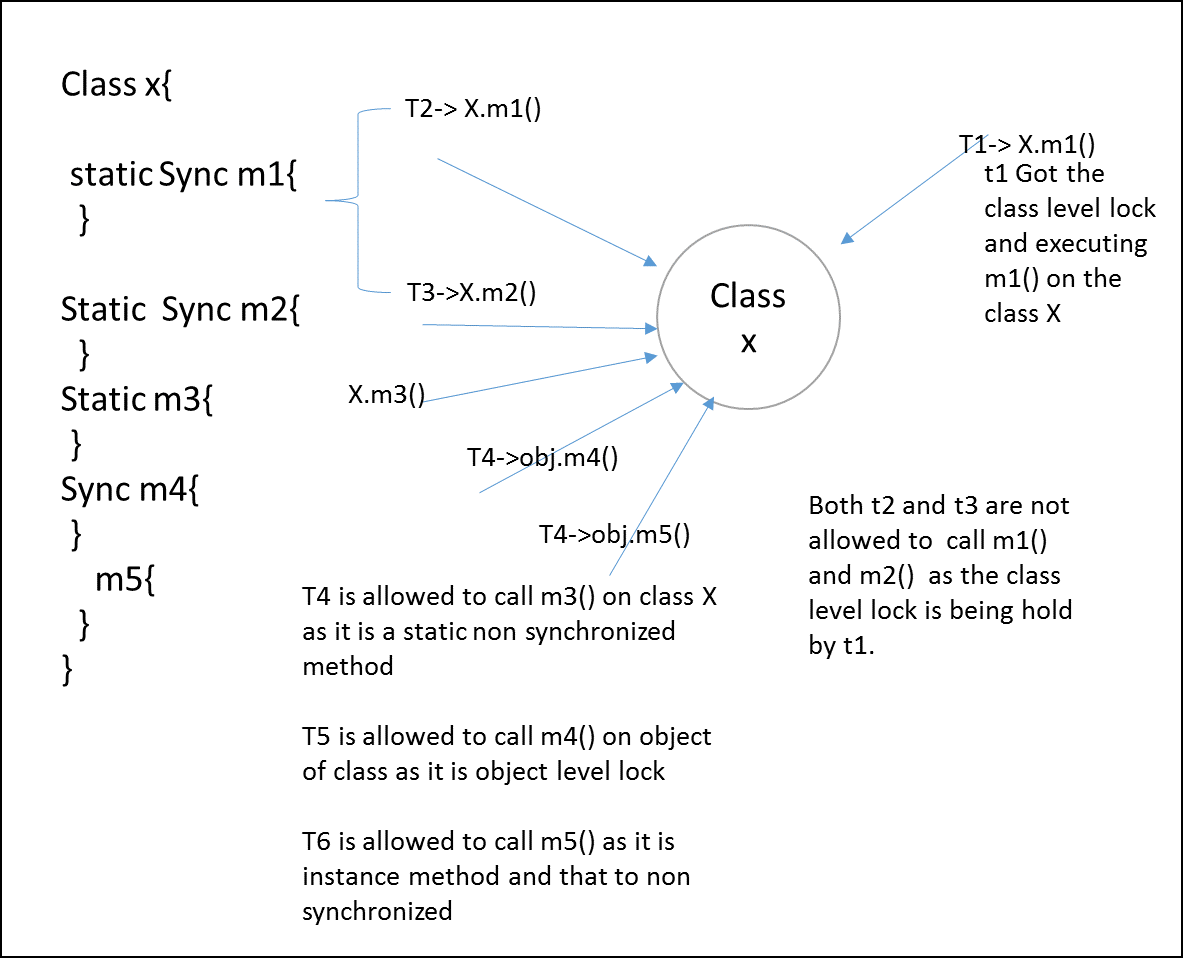 Class x{
static Sync m1{
}
Static  Sync m2{
}
Static m3{
}
Sync m4{
}
m5{
}
}
T2-> X.m1()
T3->X.m2()
X.m3()
T4->obj.m4()
T4->obj.m5()
Class
x
T1-> X.m1()
t1 Got the
class level lock
and executing
m1() on the
class X
Both t2 and t3 are not
allowed to  call m1()
and m2()  as the class
level lock is being hold
by t1.
T4 is allowed to call m3() on class X
as it is a static non synchronized
method
T5 is allowed to call m4() on object
of class as it is object level lock
T6 is allowed to call m5() as it is
instance method and that to non
synchronized